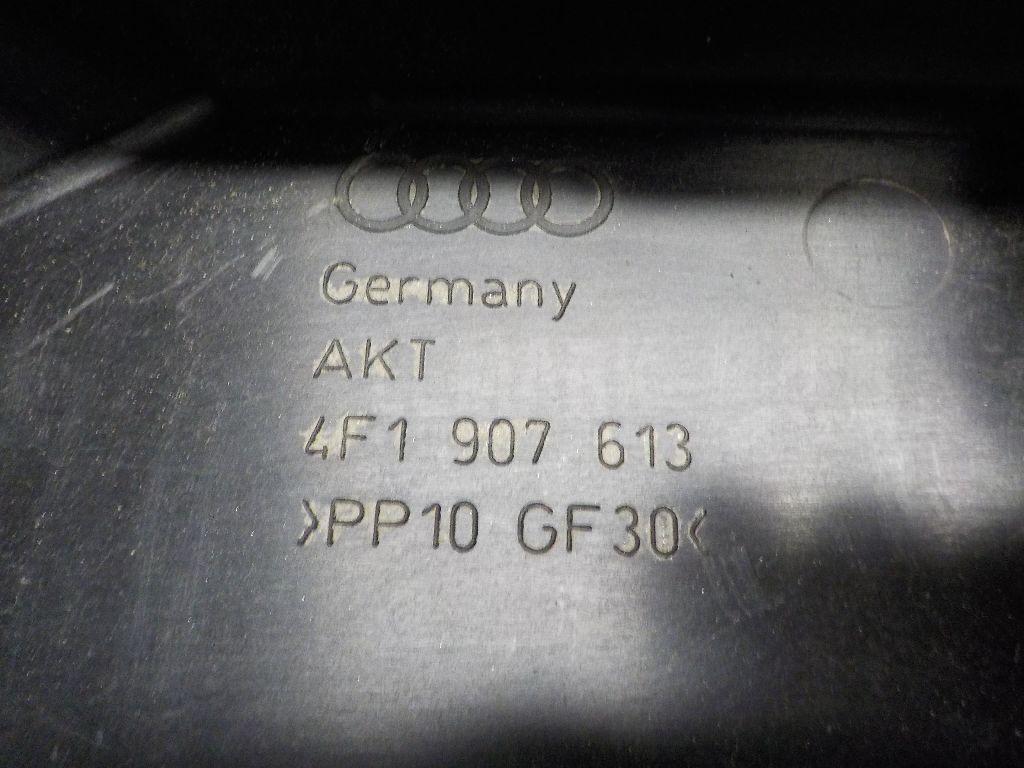 Germany
AKT
4F1 907 613
>PP10 GF30<